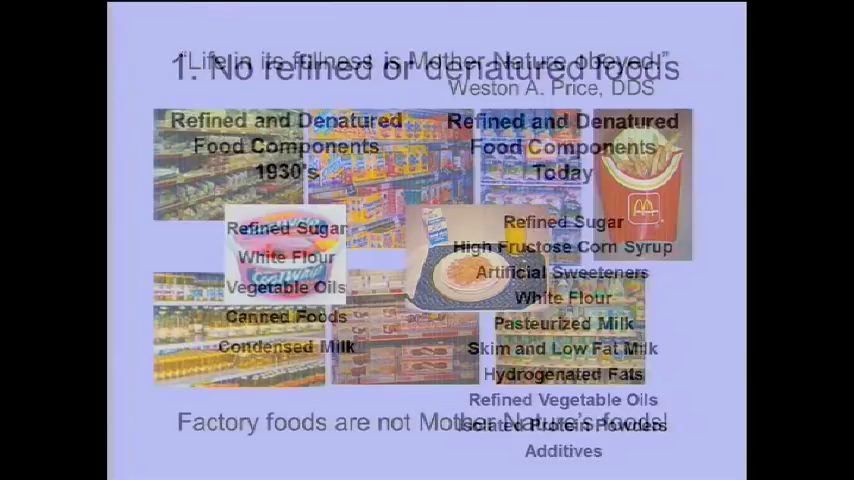 “Life in its fullness is Mother Nature obeyed.”
1. No refined or denatured foods
Weston A. Price, DDS
Refined and Denatured
Food Components
1930's
Refined Sugar
White Flour
Vegetable Oils
Canned Foods
Condensed Milk
Refined and Denatured
Food Components
Today
Refined Sugar
High Fructose Corn Syrup
Artificial Sweeteners
White Flour
Pasteurized Milk
Skim and Low Fat Milk
Hydrogenated Fats
Refined Vegetable Oils
Isolated Protein Powders
Additives
Factory foods are not Mother Nature’s foods!